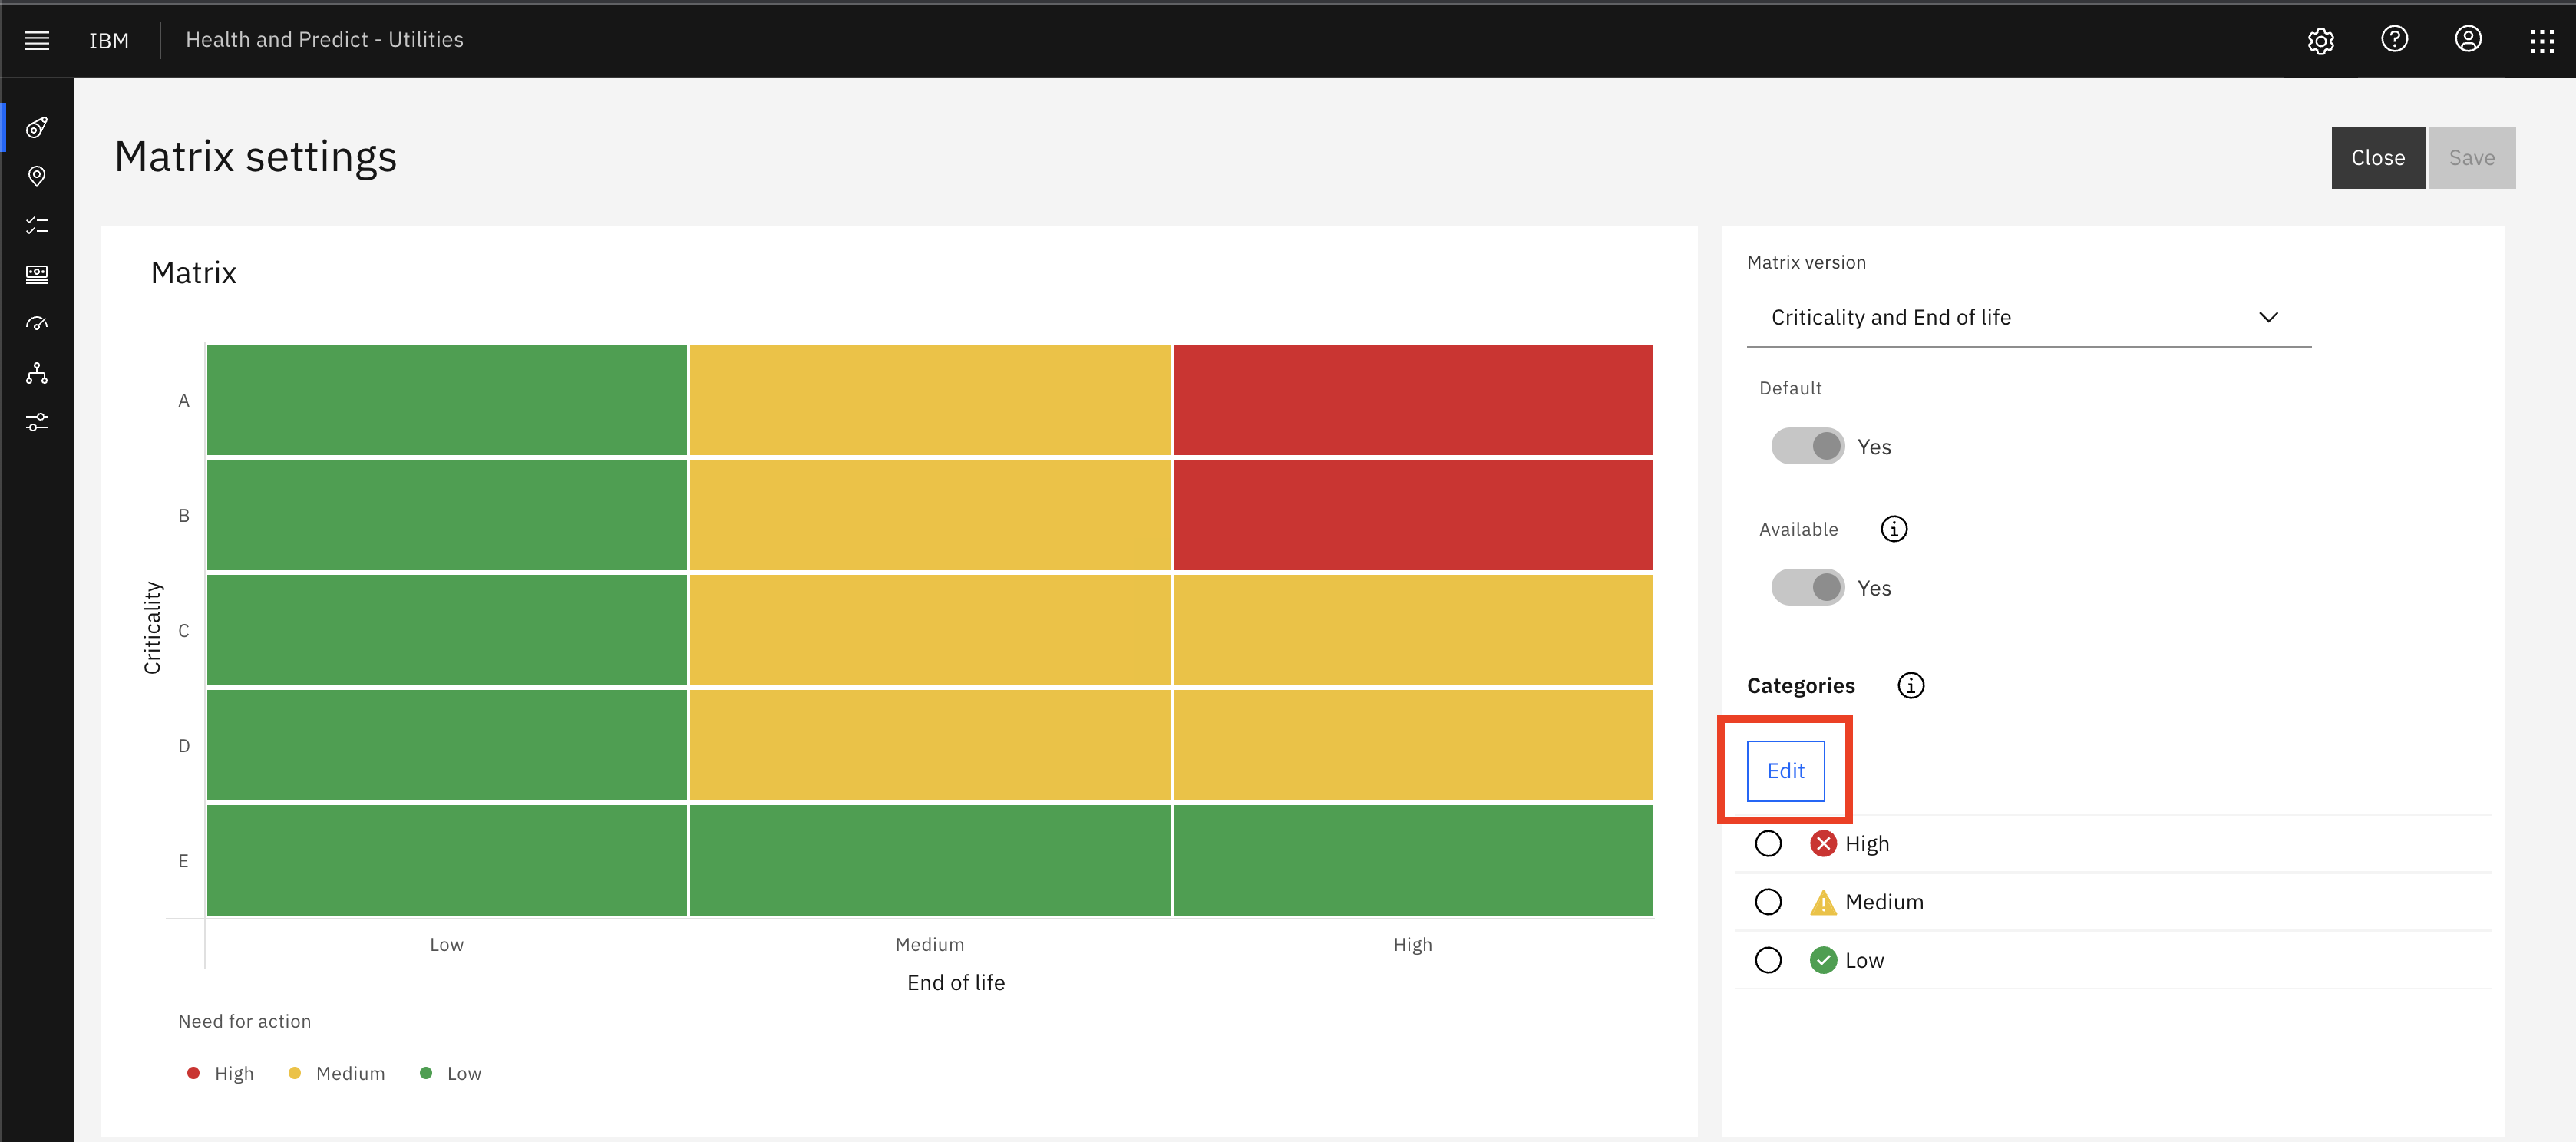 IBM
Health and Predict - Utilities
Matrix settings
Close
Save
Matrix
Criticality
A
B
C
D
E
Low
Medium
High
End of life
Need for action
High
Medium
Low
Matrix version
Criticality and End of life
Default
Yes
Available
Yes
Categories
Edit
High
Medium
Low